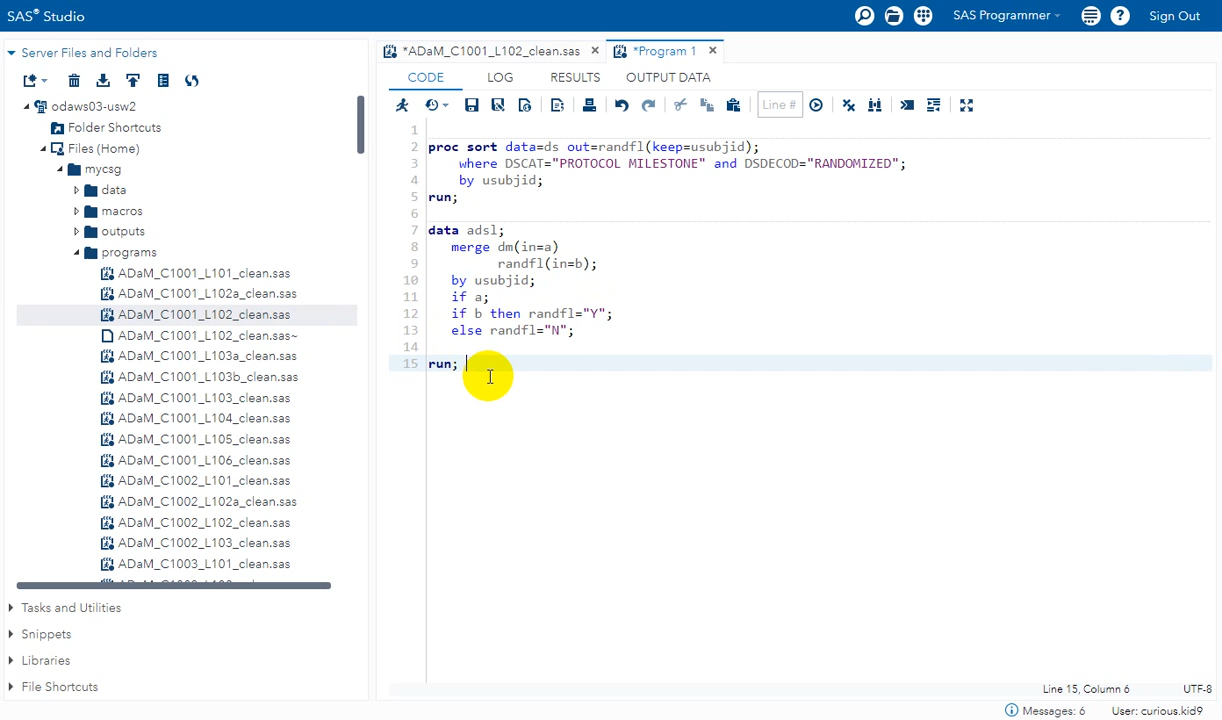 SAS® Studio
SAS Programmer
Sign Out
Server Files and Folders
odaws03-usw2
Folder Shortcuts
Files (Home)
mycsg
data
macros
outputs
programs
ADaM_C1001_L101_clean.sas
ADaM_C1001_L102a_clean.sas
ADaM_C1001_L102_clean.sas
ADaM_C1001_L102_clean.sas~
ADaM_C1001_L103a_clean.sas
ADaM_C1001_L103b_clean.sas
ADaM_C1001_L103_clean.sas
ADaM_C1001_L104_clean.sas
ADaM_C1001_L105_clean.sas
ADaM_C1001_L106_clean.sas
ADaM_C1002_L101_clean.sas
ADaM_C1002_L102a_clean.sas
ADaM_C1002_L102_clean.sas
ADaM_C1002_L103_clean.sas
ADaM_C1003_L101_clean.sas
Tasks and Utilities
Snippets
Libraries
File Shortcuts
*ADaM_C1001_L102_clean.sas
*Program 1
CODE LOG RESULTS OUTPUT DATA
Line #
1
2 proc sort data=ds out=randfl(keep=usubjid);
3 where DSCAT="PROTOCOL MILESTONE" and DSDECOD="RANDOMIZED";
4 by usubjid;
5 run;
6
7 data adsl;
8 merge dm(in=a)
9 randfl(in=b);
10 by usubjid;
11 if a;
12 if b then randfl="Y";
13 else randfl="N";
14
15 run;
Line 15, Column 6 UTF-8
Messages: 6 User: curious.kid9